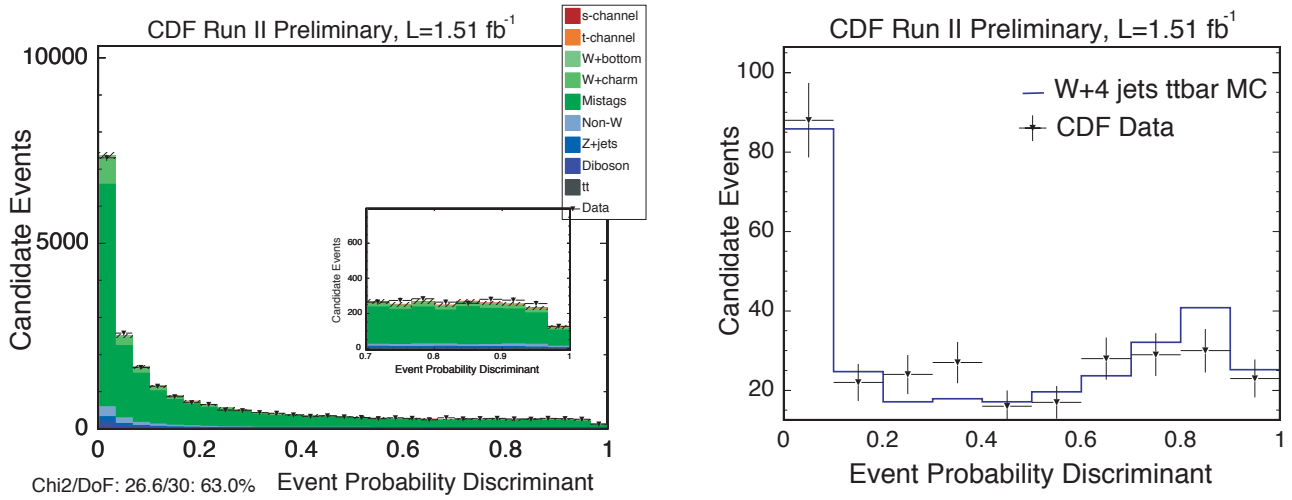 CDF Run II Preliminary, L=1.51 fb⁻¹
Candidate Events
10000
5000
0
0
0.2
0.4
0.6
0.8
1
Event Probability Discriminant
Chi2/DoF: 26.6/30: 63.0%
s-channel
t-channel
W+bottom
W+charm
Mistags
Non-W
Z+jets
Diboson
tt
Data
Candidate Events
600
400
200
0
0.7
0.8
0.9
1
Event Probability Discriminant
CDF Run II Preliminary, L=1.51 fb⁻¹
Candidate Events
100
80
60
40
20
W+4 jets ttbar MC
CDF Data
0
0.2
0.4
0.6
0.8
1
Event Probability Discriminant